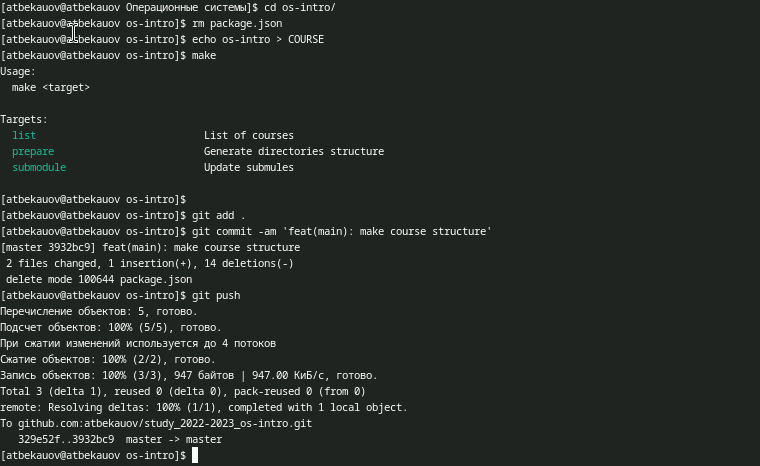 [atbekauov@atbekauov Операционные системы]$ cd os-intro/
[atbekauov@atbekauov os-intro]$ rm package.json
[atbekauov@atbekauov os-intro]$ echo os-intro > COURSE
[atbekauov@atbekauov os-intro]$ make
Usage:
  make <target>

Targets:
  list                            List of courses
  prepare                         Generate directories structure
  submodule                       Update submules

[atbekauov@atbekauov os-intro]$
[atbekauov@atbekauov os-intro]$ git add .
[atbekauov@atbekauov os-intro]$ git commit -am 'feat(main): make course structure'
[master 3932bc9] feat(main): make course structure
 2 files changed, 1 insertion(+), 14 deletions(-)
 delete mode 100644 package.json
[atbekauov@atbekauov os-intro]$ git push
Перечисление объектов: 5, готово.
Подсчет объектов: 100% (5/5), готово.
При сжатии изменений используется до 4 потоков
Сжатие объектов: 100% (2/2), готово.
Запись объектов: 100% (3/3), 947 байтов | 947.00 КиБ/с, готово.
Total 3 (delta 1), reused 0 (delta 0), pack-reused 0 (from 0)
remote: Resolving deltas: 100% (1/1), completed with 1 local object.
To github.com:atbekauov/study_2022-2023_os-intro.git
   329e52f..3932bc9  master -> master
[atbekauov@atbekauov os-intro]$